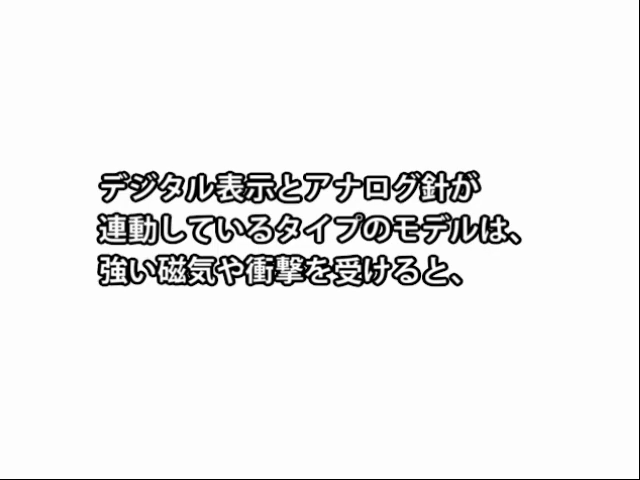 デジタル表示とアナログ針が
連動しているタイプのモデルは、
強い磁気や衝撃を受けると、